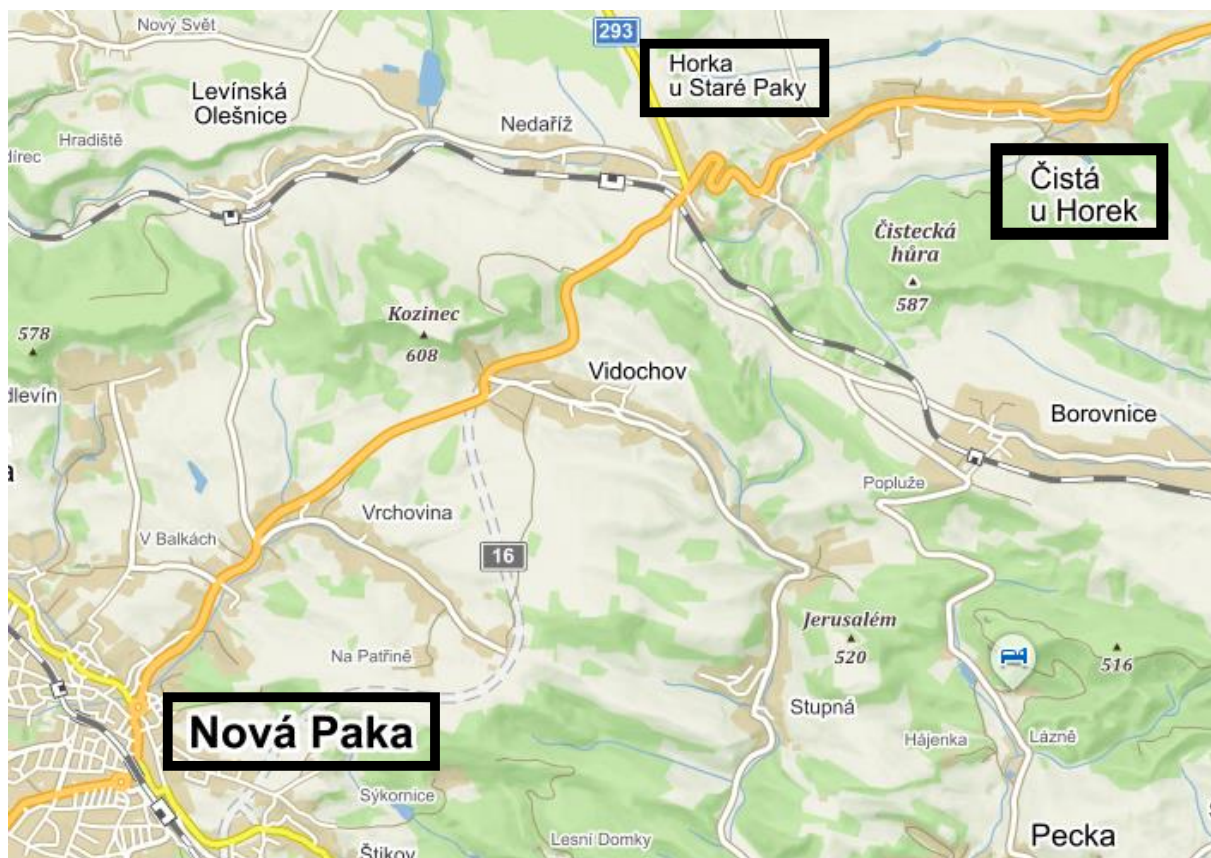 Nový Svět
293
Horka
u Staré Paky
Levínská
Olešnice
Nedaříž
Hradiště
Čistá
u Horek
Čistecká
hůra
587
Kozinec
608
578
Vidochov
dlevín
Borovnice
Popluže
Vrchovina
V Balkách
16
Jerusalém
520
516
Na Patřině
Stupná
Nová Paka
Hájenka
Lázně
Sýkornice
Lesní Domky
Pecka
Štikov